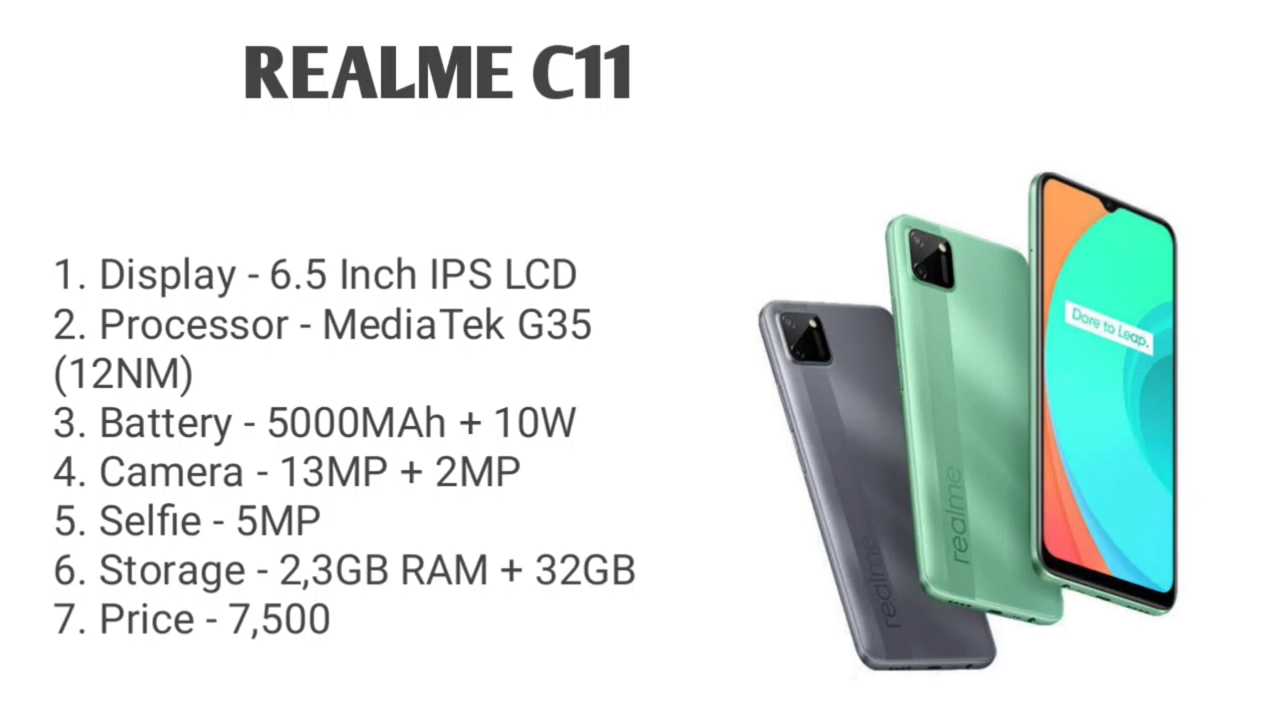 REALME C11
1. Display - 6.5 Inch IPS LCD
2. Processor - MediaTek G35
(12NM)
3. Battery - 5000MAh + 10W
4. Camera - 13MP + 2MP
5. Selfie - 5MP
6. Storage - 2,3GB RAM + 32GB
7. Price - 7,500
realme
realme
Dare to Leap.